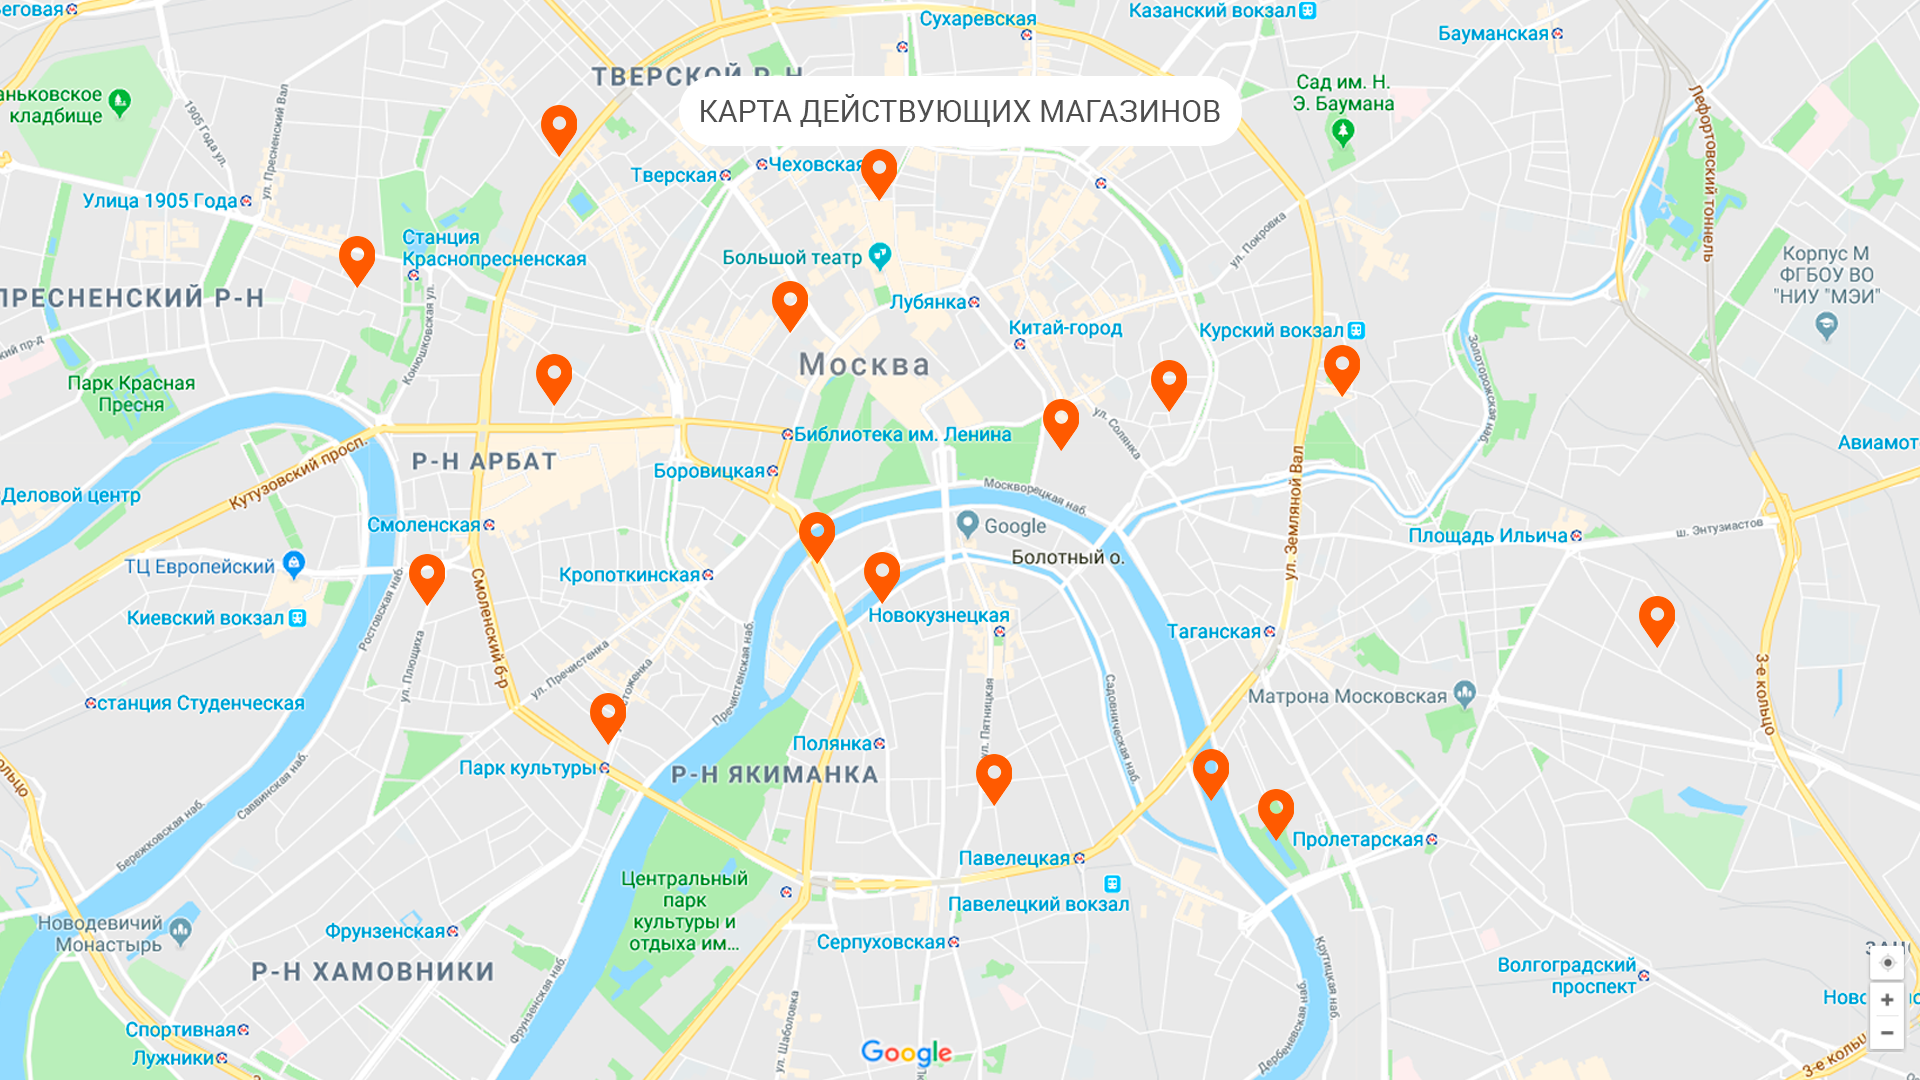 еговая
Сухаревская
Казанский вокзал
Бауманская
ТВЕРСКОЙ Р-Н
Сад им. Н.
Э. Баумана
КАРТА ДЕЙСТВУЮЩИХ МАГАЗИНОВ
аньковское
кладбище
1905 Года ул.
ул. Пресненский Вал
Лефортовский тоннель
Тверская
Чеховская
Улица 1905 Года
Станция
Краснопресненская
Большой театр
ул. Покровка
Корпус М
ФГБОУ ВО
"НИУ "МЭИ"
ПРЕСНЕНСКИЙ Р-Н
Лубянка
Китай-город
Курский вокзал
кий пр-д
Конюшковская ул.
Золоторожская наб.
Москва
Парк Красная
Пресня
ул. Солянка
Библиотека им. Ленина
Авиамот
Р-Н АРБАТ
Боровицкая
Кутузовский просп.
Деловой центр
Москворецкая наб.
ул. Земляной Вал
Смоленская
Google
ш. Энтузиастов
Площадь Ильича
Болотный о.
ТЦ Европейский
Кропоткинская
Киевский вокзал
Ростовская наб.
Смоленский б-р
Новокузнецкая
Таганская
ул. Плющиха
ул. Пречистенка
Пречистенская наб.
3-е кольцо
станция Студенческая
ул. Пятницкая
Садовническая наб.
Матрона Московская
Полянка
Парк культуры
Р-Н ЯКИМАНКА
ольцо
Саввинская наб.
Бережковская наб.
Пролетарская
Павелецкая
Центральный
парк
культуры и
отдыха им...
Павелецкий вокзал
Новодевичий
Монастырь
Фрунзенская
Серпуховская
Р-Н ХАМОВНИКИ
Фрунзенская наб.
Крутицкая наб.
Волгоградский
проспект
ул. Шаболовка
Дербеневская наб.
Спортивная
Лужники
Google
3-е кольц